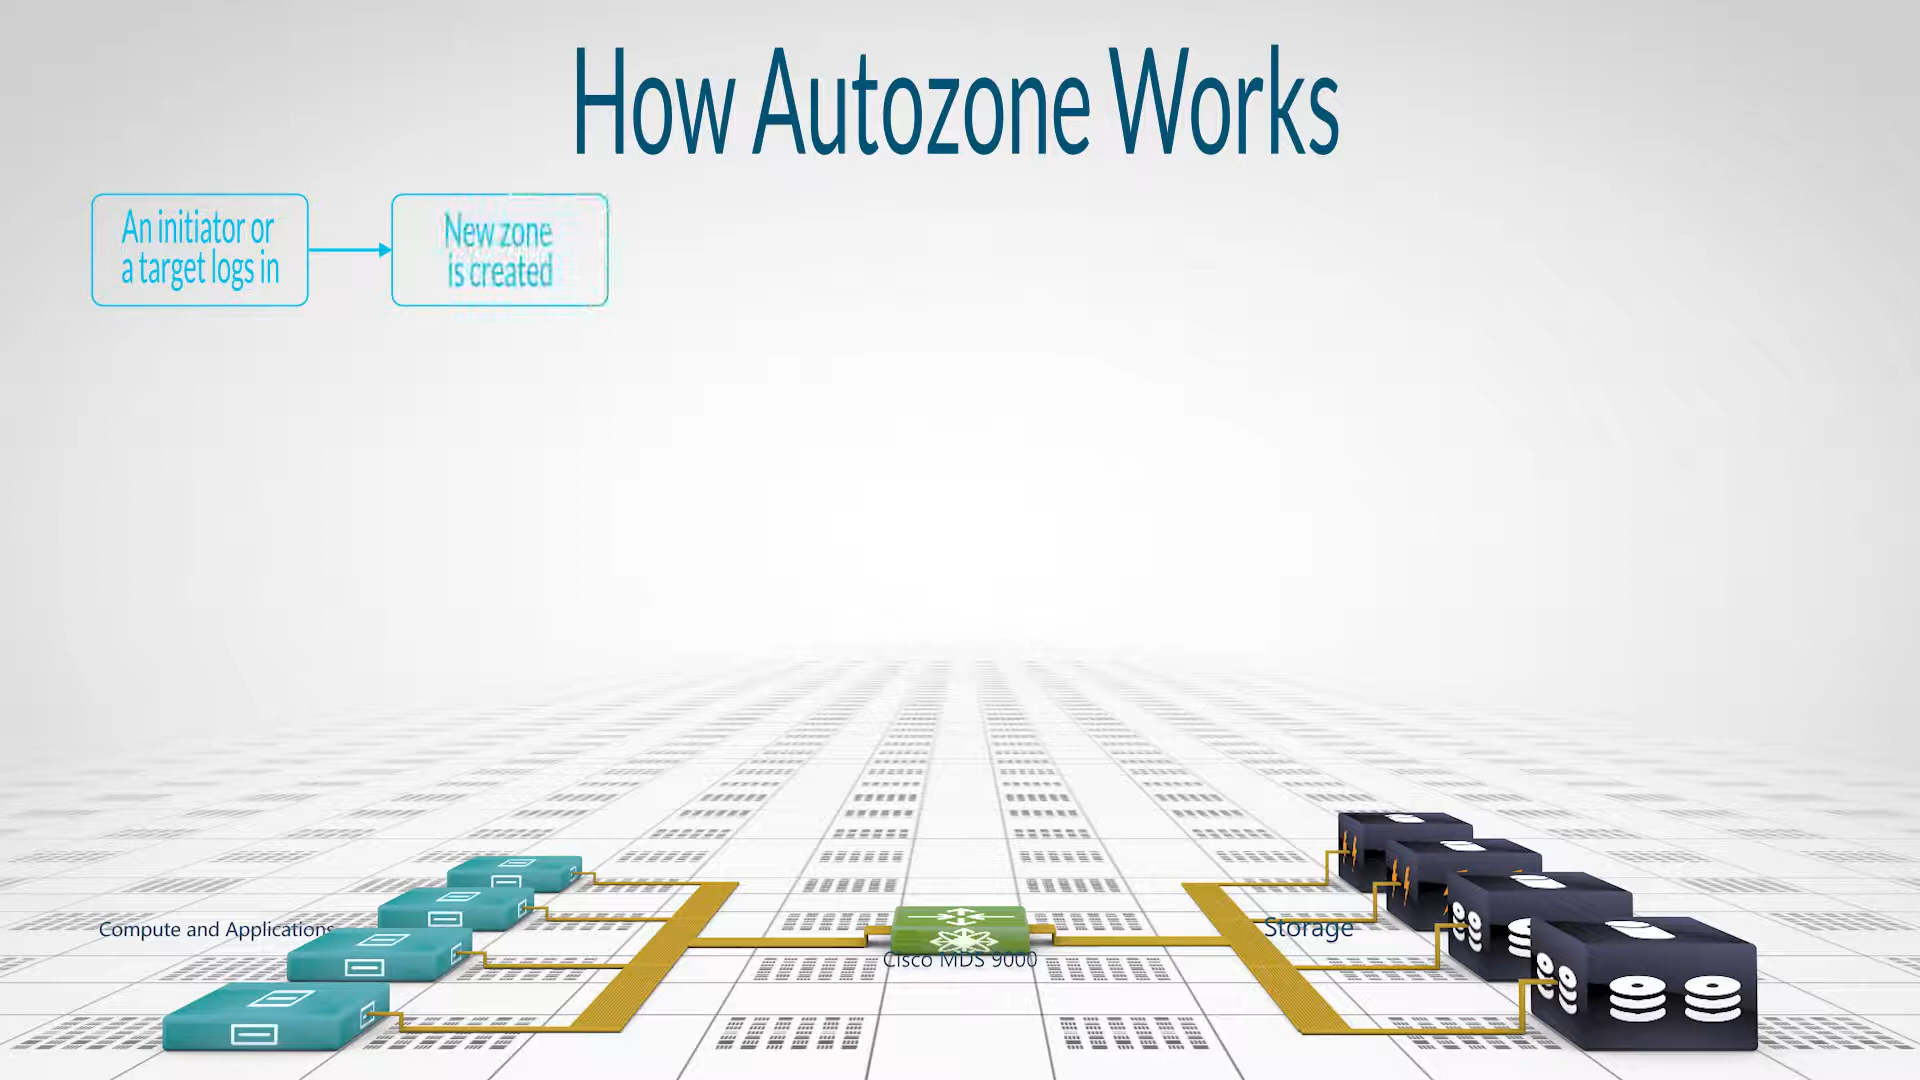 How Autozone Works
An initiator or
a target logs in
New zone
is created
Compute and Applications
Cisco MDS 9000
Storage